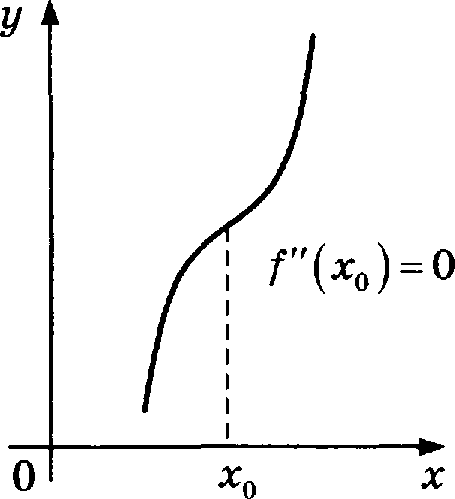 y
f″(x₀) = 0
0 x₀ x